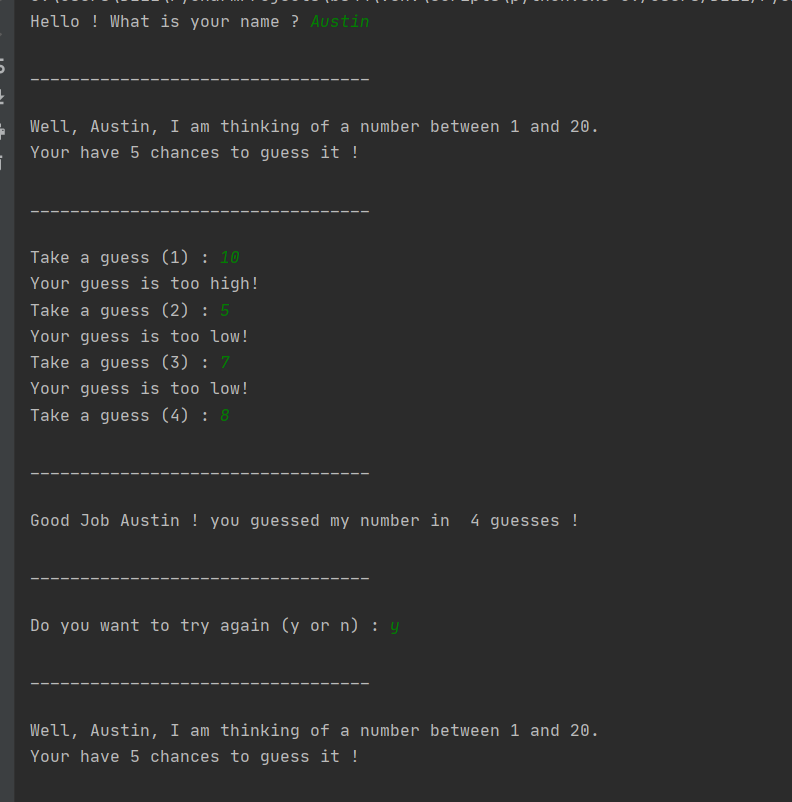 Hello ! What is your name ? Austin
----------------------------------
Well, Austin, I am thinking of a number between 1 and 20.
Your have 5 chances to guess it !
----------------------------------
Take a guess (1) : 10
Your guess is too high!
Take a guess (2) : 5
Your guess is too low!
Take a guess (3) : 7
Your guess is too low!
Take a guess (4) : 8
----------------------------------
Good Job Austin ! you guessed my number in  4 guesses !
----------------------------------
Do you want to try again (y or n) : y
----------------------------------
Well, Austin, I am thinking of a number between 1 and 20.
Your have 5 chances to guess it !